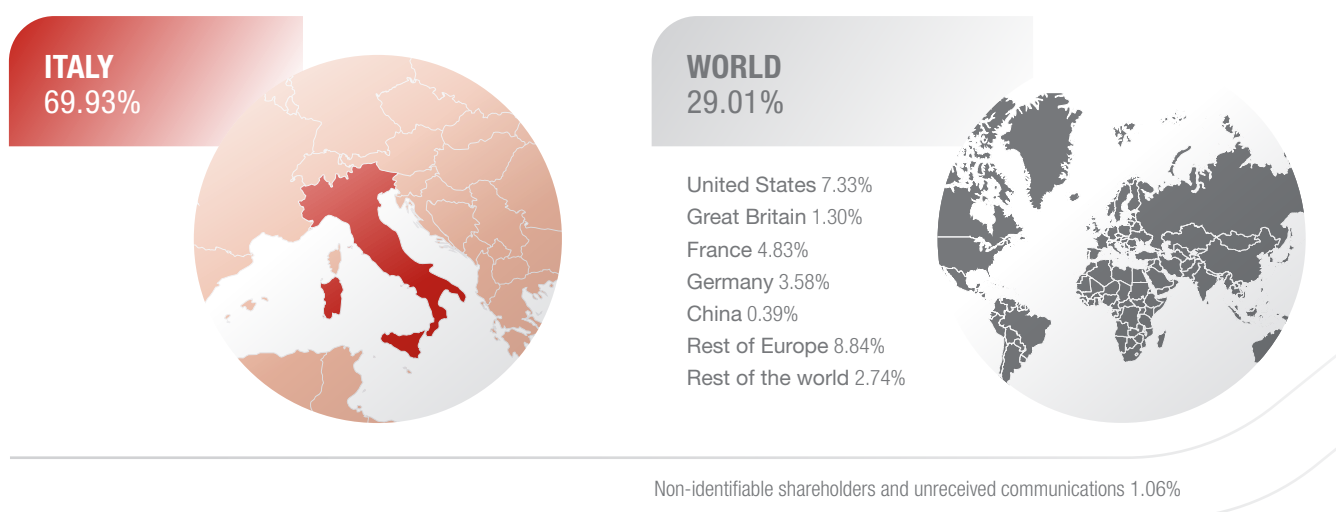 ITALY
69.93%
WORLD
29.01%
United States 7.33%
Great Britain 1.30%
France 4.83%
Germany 3.58%
China 0.39%
Rest of Europe 8.84%
Rest of the world 2.74%
Non-identifiable shareholders and unreceived communications 1.06%